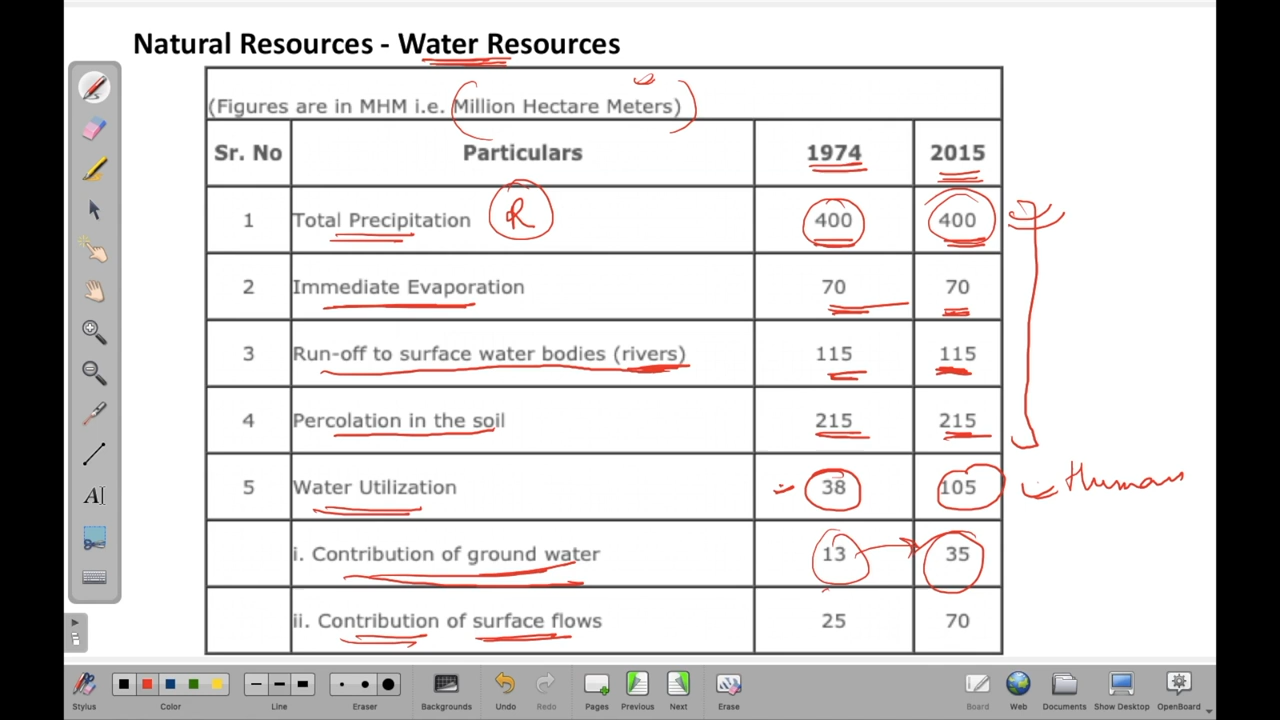 Natural Resources - Water Resources
(Figures are in MHM i.e. Million Hectare Meters)
Sr. No Particulars 1974 2015
1 Total Precipitation R 400 400
2 Immediate Evaporation 70 70
3 Run-off to surface water bodies (rivers) 115 115
4 Percolation in the soil 215 215
5 Water Utilization 38 105 Human
i. Contribution of ground water 13 35
ii. Contribution of surface flows 25 70
A
Stylus Color Line Eraser Backgrounds Undo Redo Pages Previous Next Erase Board Web Documents Show Desktop OpenBoard